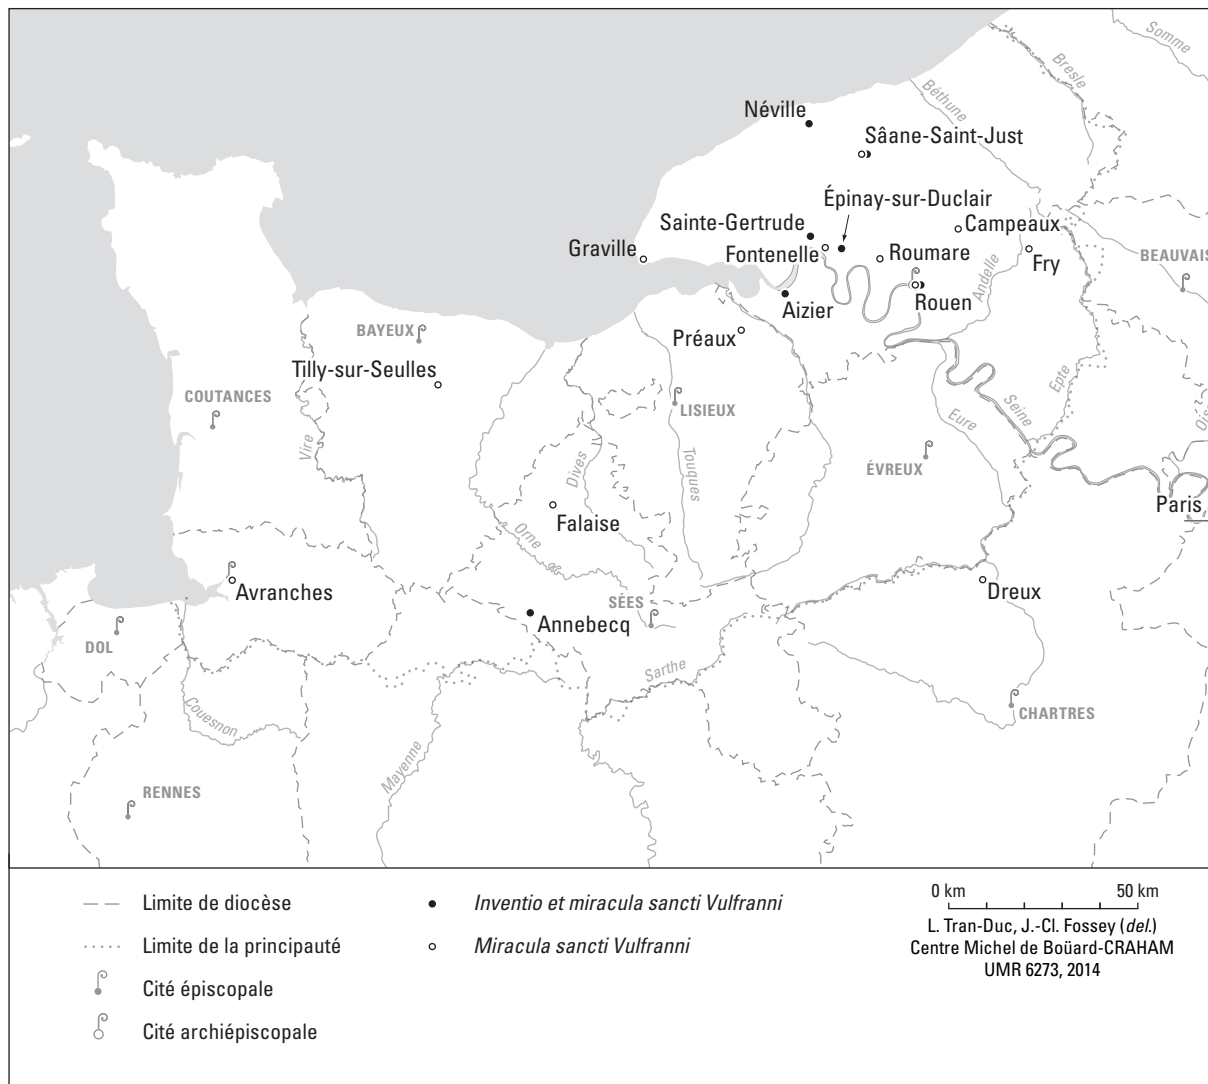 Somme
Bresle
Béthune
Néville
Sâane-Saint-Just
Épinay-sur-Duclair
Sainte-Gertrude
Campeaux
Graville
Fontenelle
Roumare
Fry
BEAUVAIS
Andelle
Aizier
Rouen
BAYEUX
Préaux
Tilly-sur-Seulles
Epte
COUTANCES
LISIEUX
Seine
Oi
Eure
Vire
Dives
Touques
ÉVREUX
Paris
Falaise
Orne
Avranches
Dreux
SÉES
Annebecq
DOL
Sarthe
Couesnon
CHARTRES
Mayenne
RENNES
Limite de diocèse
Limite de la principauté
Cité épiscopale
Cité archiépiscopale
Inventio et miracula sancti Vulfranni
Miracula sancti Vulfranni
0 km 50 km
L. Tran-Duc, J.-Cl. Fossey (del.)
Centre Michel de Boüard-CRAHAM
UMR 6273, 2014